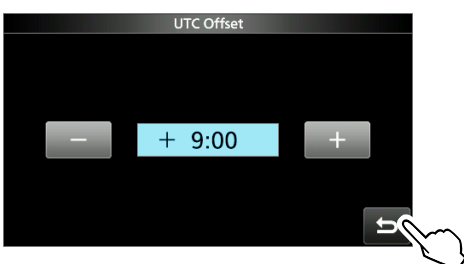 UTC Offset
− + 9:00 +